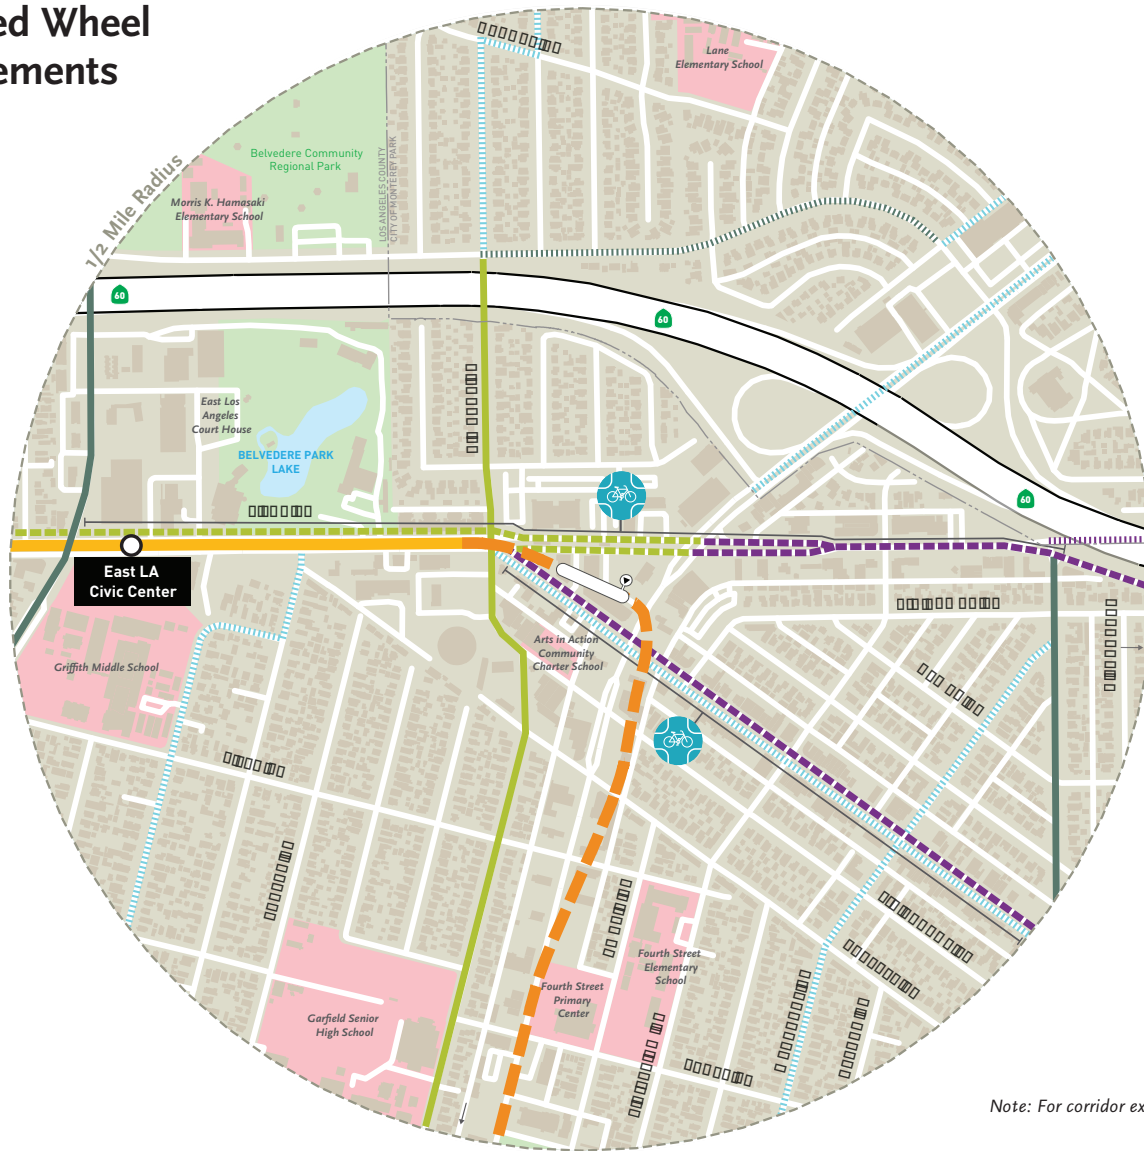 ed Wheel
ements
Lane
Elementary School
Belvedere Community
Regional Park
LOS ANGELES COUNTY
CITY OF MONTEREY PARK
1/2 Mile Radius
Morris K. Hamasaki
Elementary School
60
60
East Los
Angeles
Court House
BELVEDERE PARK
LAKE
60
East LA
Civic Center
Arts in Action
Community
Charter School
Griffith Middle School
Fourth Street
Elementary
School
Fourth Street
Primary
Center
Garfield Senior
High School
Note: For corridor ex